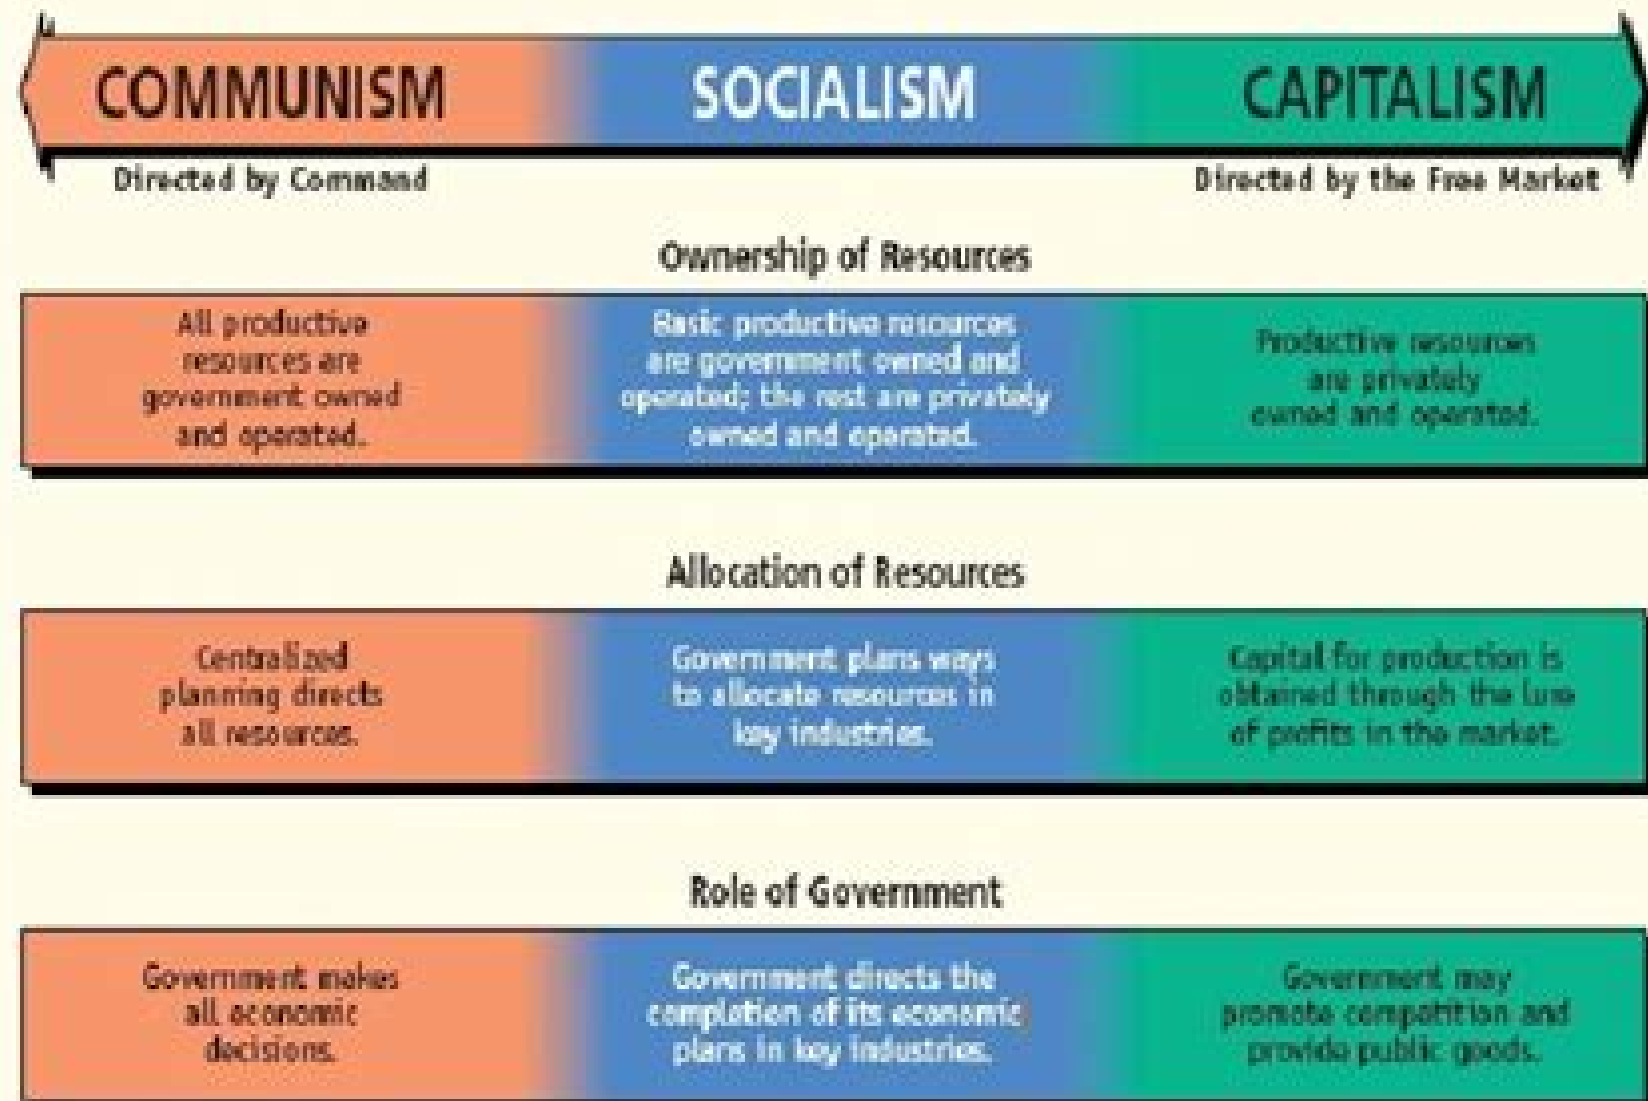 COMMUNISM
SOCIALISM
CAPITALISM
Directed by Command
Directed by the Free Market
Ownership of Resources
All productive
resources are
government owned
and operated.
Basic productive resources
are government owned and
operated; the rest are privately
owned and operated.
Productive resources
are privately
owned and operated.
Allocation of Resources
Centralized
planning directs
all resources.
Government plans ways
to allocate resources in
key industries.
Capital for production is
obtained through the lure
of profits in the market.
Role of Government
Government makes
all economic
decisions.
Government directs the
completion of its economic
plans in key industries.
Government may
promote competition and
provide public goods.